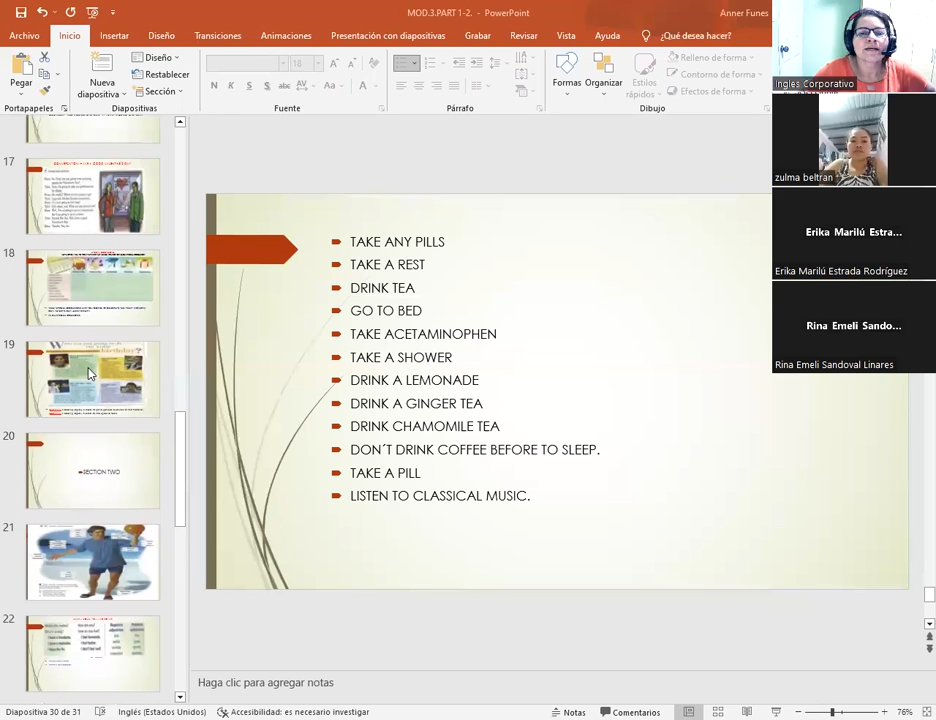 MOD.3.PART 1-2. - PowerPoint
Anner Funes
Archivo Inicio Insertar Diseño Transiciones Animaciones Presentación con diapositivas Grabar Revisar Vista Ayuda ¿Qué desea hacer?
Pegar
Nueva diapositiva
Diseño
Restablecer
Sección
18
N K S abc AV Aa A
Formas
Organizar
Estilos rápidos
Relleno de forma
Contorno de forma
Efectos de forma
Portapapeles Diapositivas Fuente Párrafo Dibujo
Ingles Corporativo
zulma beltran
Erika Marilú Estra...
Erika Marilú Estrada Rodríguez
Rina Emeli Sando...
Rina Emeli Sandoval Linares
17
18
19
20
SECTION TWO
21
22
TAKE ANY PILLS
TAKE A REST
DRINK TEA
GO TO BED
TAKE ACETAMINOPHEN
TAKE A SHOWER
DRINK A LEMONADE
DRINK A GINGER TEA
DRINK CHAMOMILE TEA
DON´T DRINK COFFEE BEFORE TO SLEEP.
TAKE A PILL
LISTEN TO CLASSICAL MUSIC.
Haga clic para agregar notas
Diapositiva 30 de 31 Inglés (Estados Unidos) Accesibilidad: es necesario investigar Notas Comentarios 76%